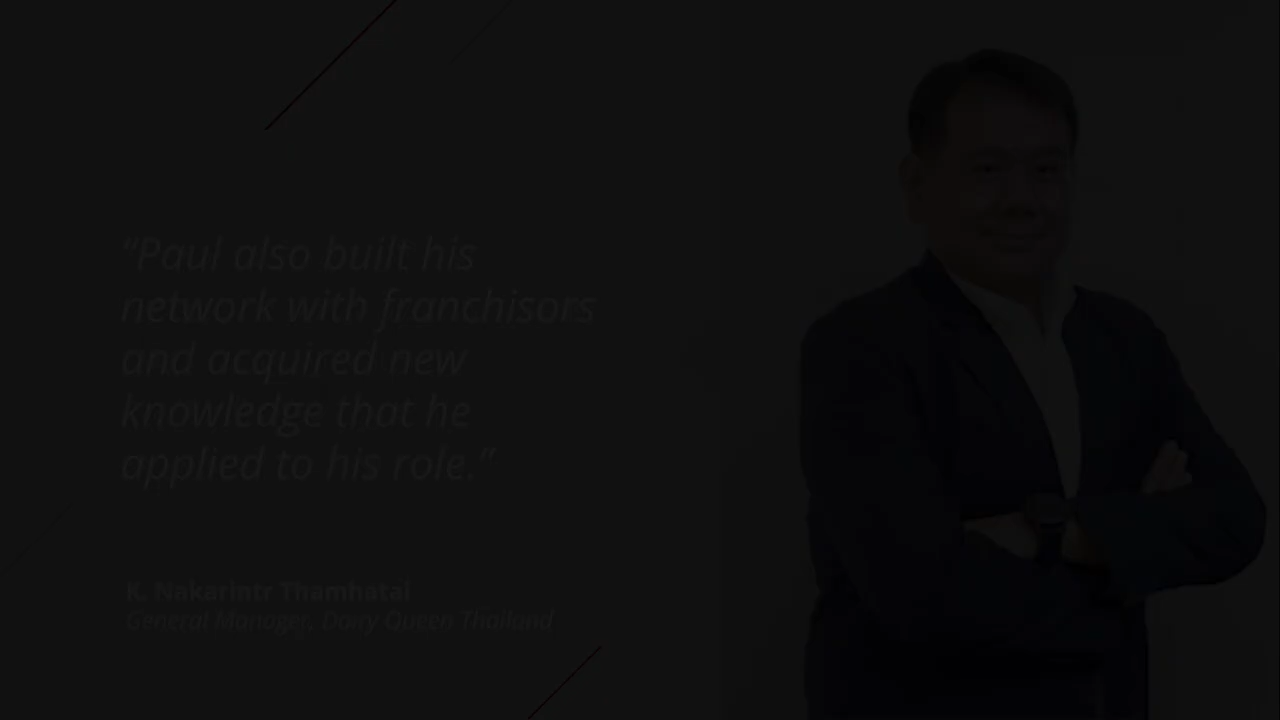 “Paul also built his
network with franchisors
and acquired new
knowledge that he
applied to his role.”
K. Nakarintr Thamhatai
General Manager, Dairy Queen Thailand